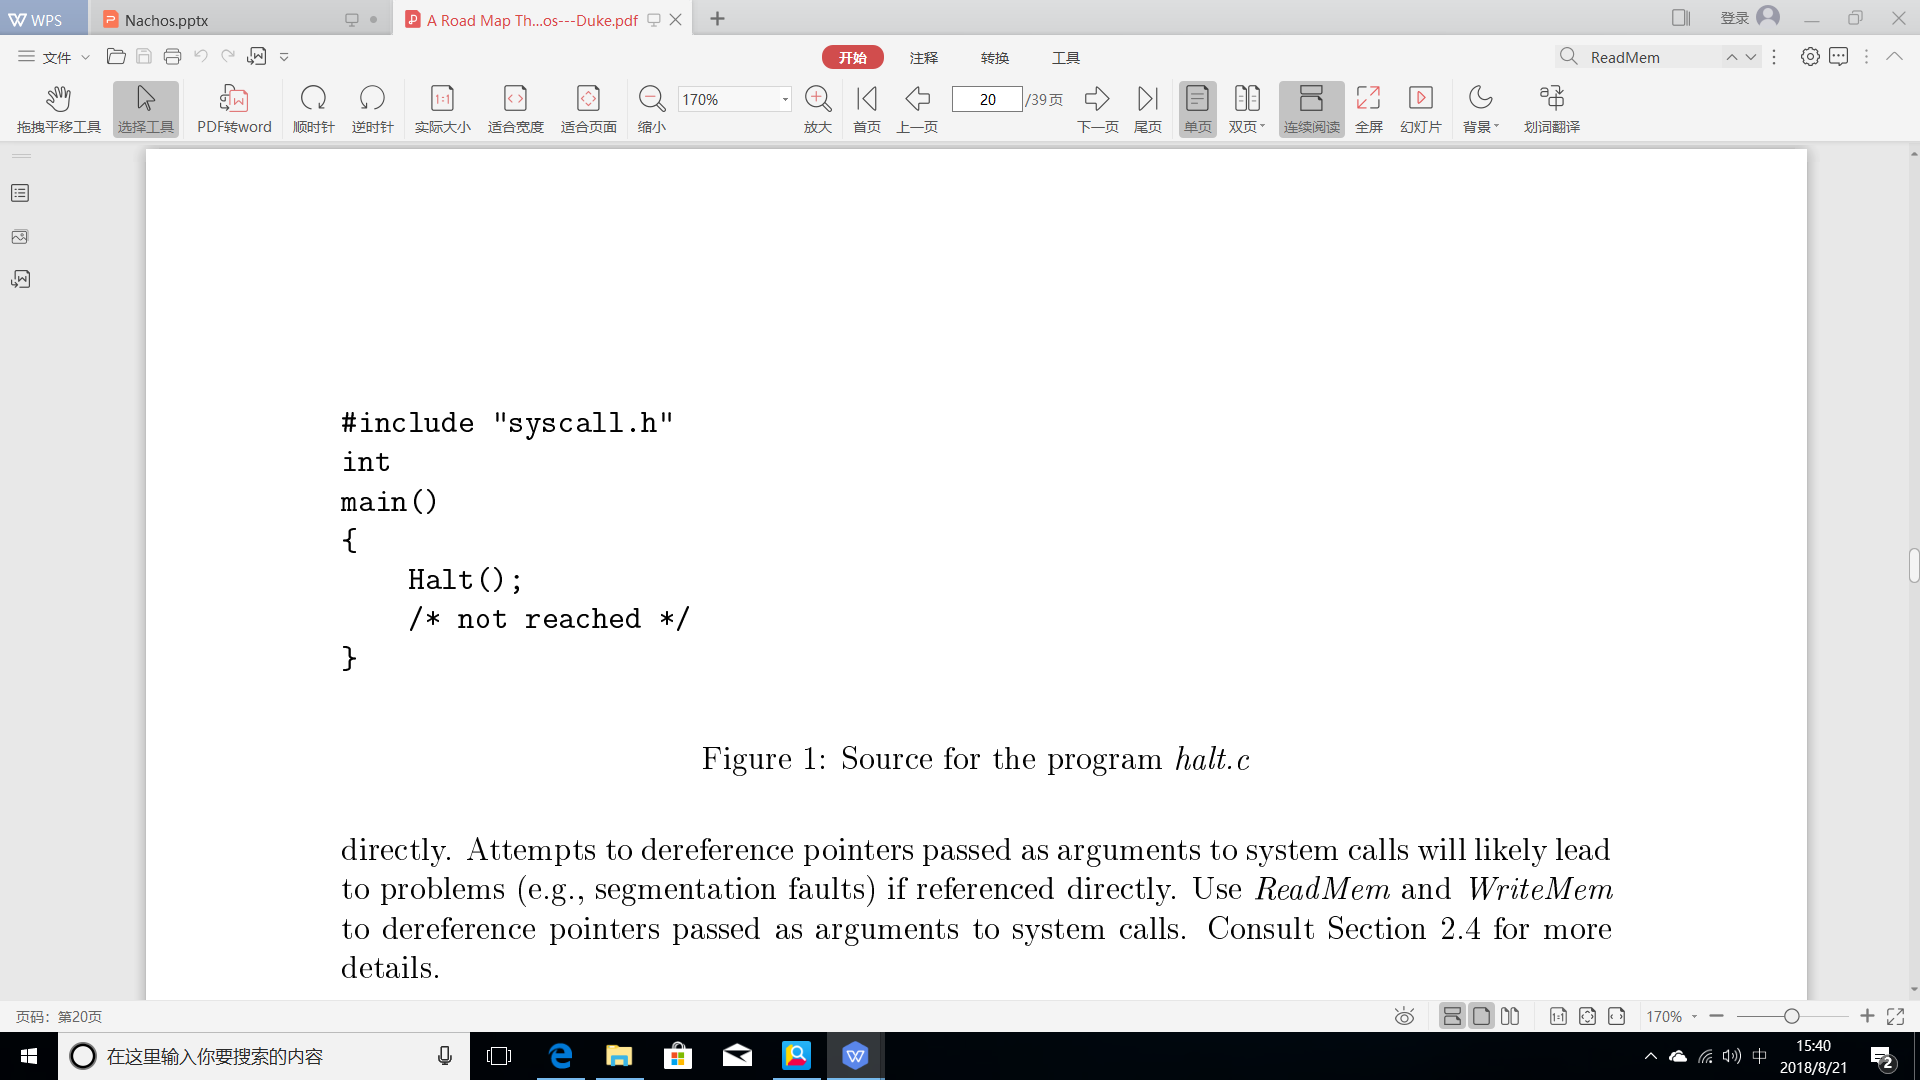 WPS
Nachos.pptx
A Road Map Th...os---Duke.pdf
登录
文件
开始
注释
转换
工具
ReadMem
拖拽平移工具
选择工具
PDF转word
顺时针
逆时针
1:1
实际大小
适合宽度
适合页面
缩小
170%
放大
首页
上一页
20
/39页
下一页
尾页
单页
双页
连续阅读
全屏
幻灯片
背景
划词翻译
#include "syscall.h"
int
main()
{
Halt();
/* not reached */
}
Figure 1: Source for the program halt.c
directly. Attempts to dereference pointers passed as arguments to system calls will likely lead
to problems (e.g., segmentation faults) if referenced directly. Use ReadMem and WriteMem
to dereference pointers passed as arguments to system calls. Consult Section 2.4 for more
details.
页码: 第20页
170%
在这里输入你要搜索的内容
中
15:40
2018/8/21
2